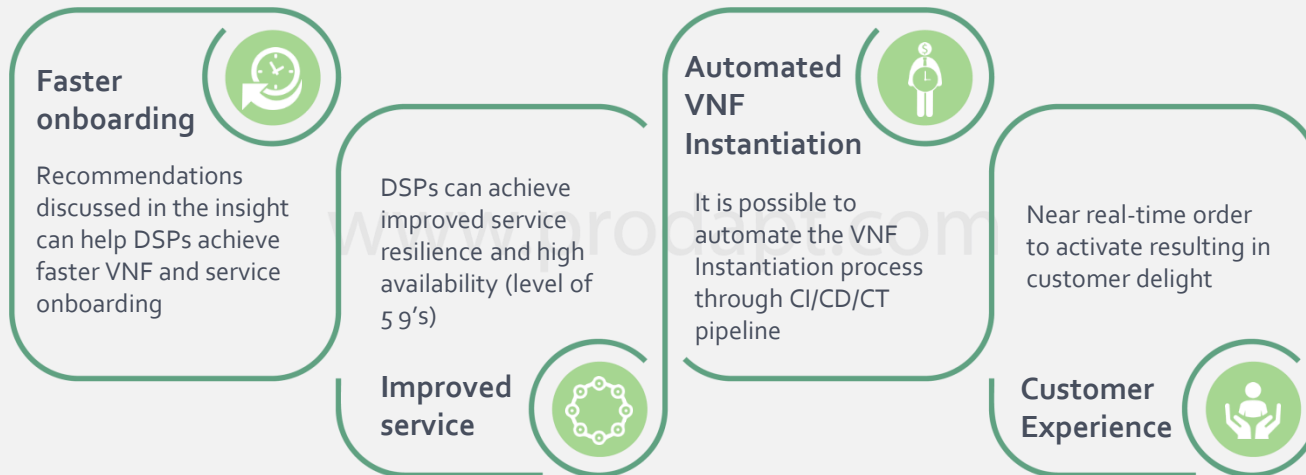 Faster
onboarding
Recommendations
discussed in the insight
can help DSPs achieve
faster VNF and service
onboarding
DSPs can achieve
improved service
resilience and high
availability (level of
5 9's)
Improved
service
Automated
VNF
Instantiation
It is possible to
automate the VNF
Instantiation process
through CI/CD/CT
pipeline
Near real-time order
to activate resulting in
customer delight
Customer
Experience
www.prodapt.com
$